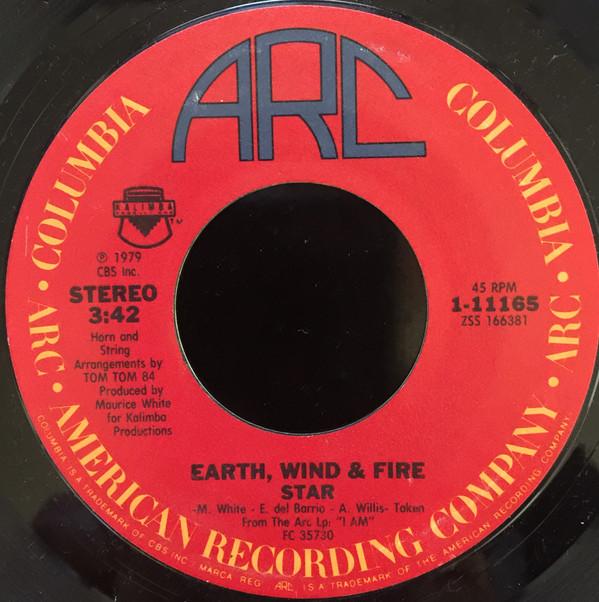 ARC
COLUMBIA • ARC • AMERICAN RECORDING COMPANY • ARC • COLUMBIA
KALIMBA
TM
℗ 1979
CBS Inc.
STEREO
3:42
Horn and
String
Arrangements by
TOM TOM 84
Produced by
Maurice White
for Kalimba
Productions
45 RPM
1-11165
ZSS 166381
EARTH, WIND & FIRE
STAR
-M. White - E. del Barrio - A. Willis- Taken
From The Arc Lp: "I AM"
FC 35730
COLUMBIA IS A TRADEMARK OF CBS INC. MARCA REG. ARC IS A TRADEMARK OF THE AMERICAN RECORDING COMPANY.